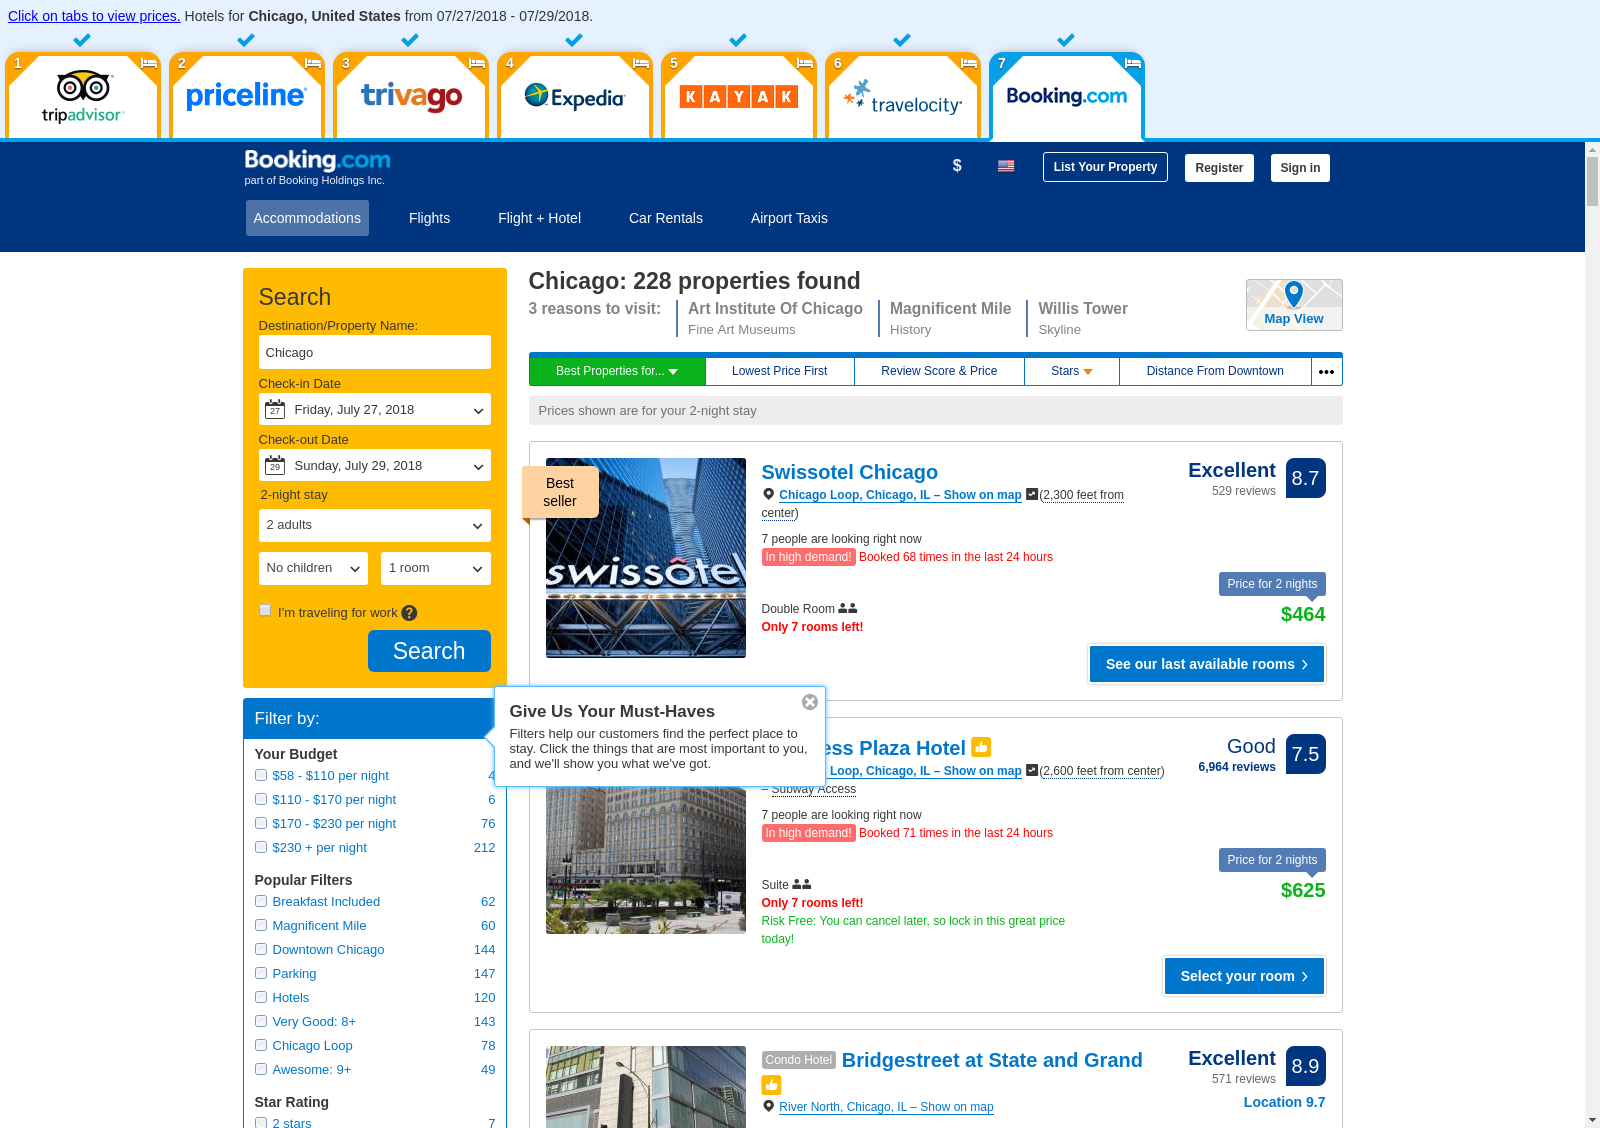 Click on tabs to view prices. Hotels for Chicago, United States from 07/27/2018 - 07/29/2018.
1 2 3 4 5 6 7
tripadvisor priceline trivago Expedia KAYAK travelocity Booking.com
Booking.com
part of Booking Holdings Inc.
$ List Your Property Register Sign in
Accommodations Flights Flight + Hotel Car Rentals Airport Taxis
Search
Destination/Property Name:
Chicago
Check-in Date
27 Friday, July 27, 2018
Check-out Date
29 Sunday, July 29, 2018
2-night stay
2 adults
No children 1 room
I'm traveling for work ?
Search
Filter by:
Your Budget
$58 - $110 per night 4
$110 - $170 per night 6
$170 - $230 per night 76
$230 + per night 212
Popular Filters
Breakfast Included 62
Magnificent Mile 60
Downtown Chicago 144
Parking 147
Hotels 120
Very Good: 8+ 143
Chicago Loop 78
Awesome: 9+ 49
Star Rating
2 stars 7
Give Us Your Must-Haves
Filters help our customers find the perfect place to
stay. Click the things that are most important to you,
and we'll show you what we've got.
Chicago: 228 properties found
3 reasons to visit: Art Institute Of Chicago Magnificent Mile Willis Tower
Fine Art Museums History Skyline
Map View
Best Properties for... Lowest Price First Review Score & Price Stars Distance From Downtown •••
Prices shown are for your 2-night stay
Best
seller
swissôtel
Swissotel Chicago
Chicago Loop, Chicago, IL – Show on map (2,300 feet from
center)
7 people are looking right now
In high demand! Booked 68 times in the last 24 hours
Double Room
Only 7 rooms left!
Excellent 8.7
529 reviews
Price for 2 nights
$464
See our last available rooms
ess Plaza Hotel
Loop, Chicago, IL – Show on map (2,600 feet from center)
– Subway Access
7 people are looking right now
In high demand! Booked 71 times in the last 24 hours
Suite
Only 7 rooms left!
Risk Free: You can cancel later, so lock in this great price
today!
Good 7.5
6,964 reviews
Price for 2 nights
$625
Select your room
Condo Hotel Bridgestreet at State and Grand
River North, Chicago, IL – Show on map
Excellent 8.9
571 reviews
Location 9.7